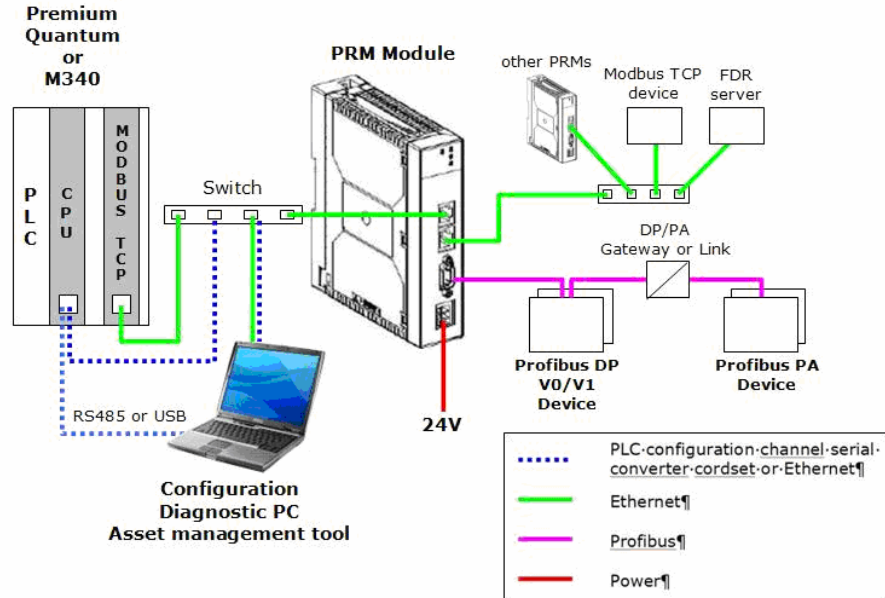 Premium
Quantum
or
M340
PLC
CPU
MODBUS TCP
Switch
PRM Module
other PRMs
Modbus TCP
device
FDR
server
DP/PA
Gateway or Link
Profibus DP
V0/V1
Device
Profibus PA
Device
24V
RS485 or USB
Configuration
Diagnostic PC
Asset management tool
PLC·configuration·channel·serial·
converter·cordset·or·Ethernet¶
Ethernet¶
Profibus¶
Power¶